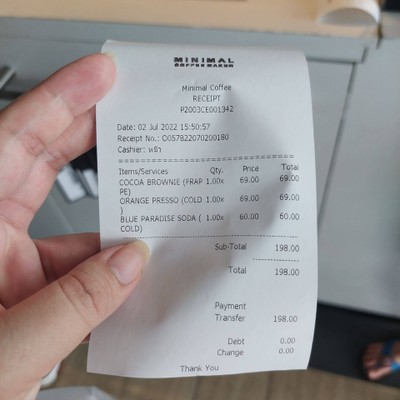 MINIMAL
COFFEE MAKER
Minimal Coffee
RECEIPT
P2003CE001342
Date: 02 Jul 2022 15:50:57
Receipt No.: O057822070200180
Cashier: หย้า
Items/Services Qty. Price Total
COCOA BROWNIE (FRAP 1.00x 69.00 69.00
PE)
ORANGE PRESSO (COLD 1.00x 69.00 69.00
)
BLUE PARADISE SODA ( 1.00x 60.00 60.00
COLD)
Sub-Total 198.00
Total 198.00
Payment
Transfer 198.00
Debt 0.00
Change 0.00
Thank You